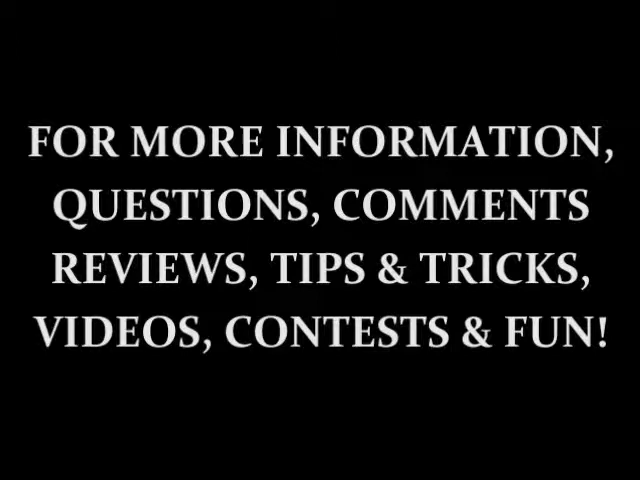 FOR MORE INFORMATION,
QUESTIONS, COMMENTS
REVIEWS, TIPS & TRICKS,
VIDEOS, CONTESTS & FUN!